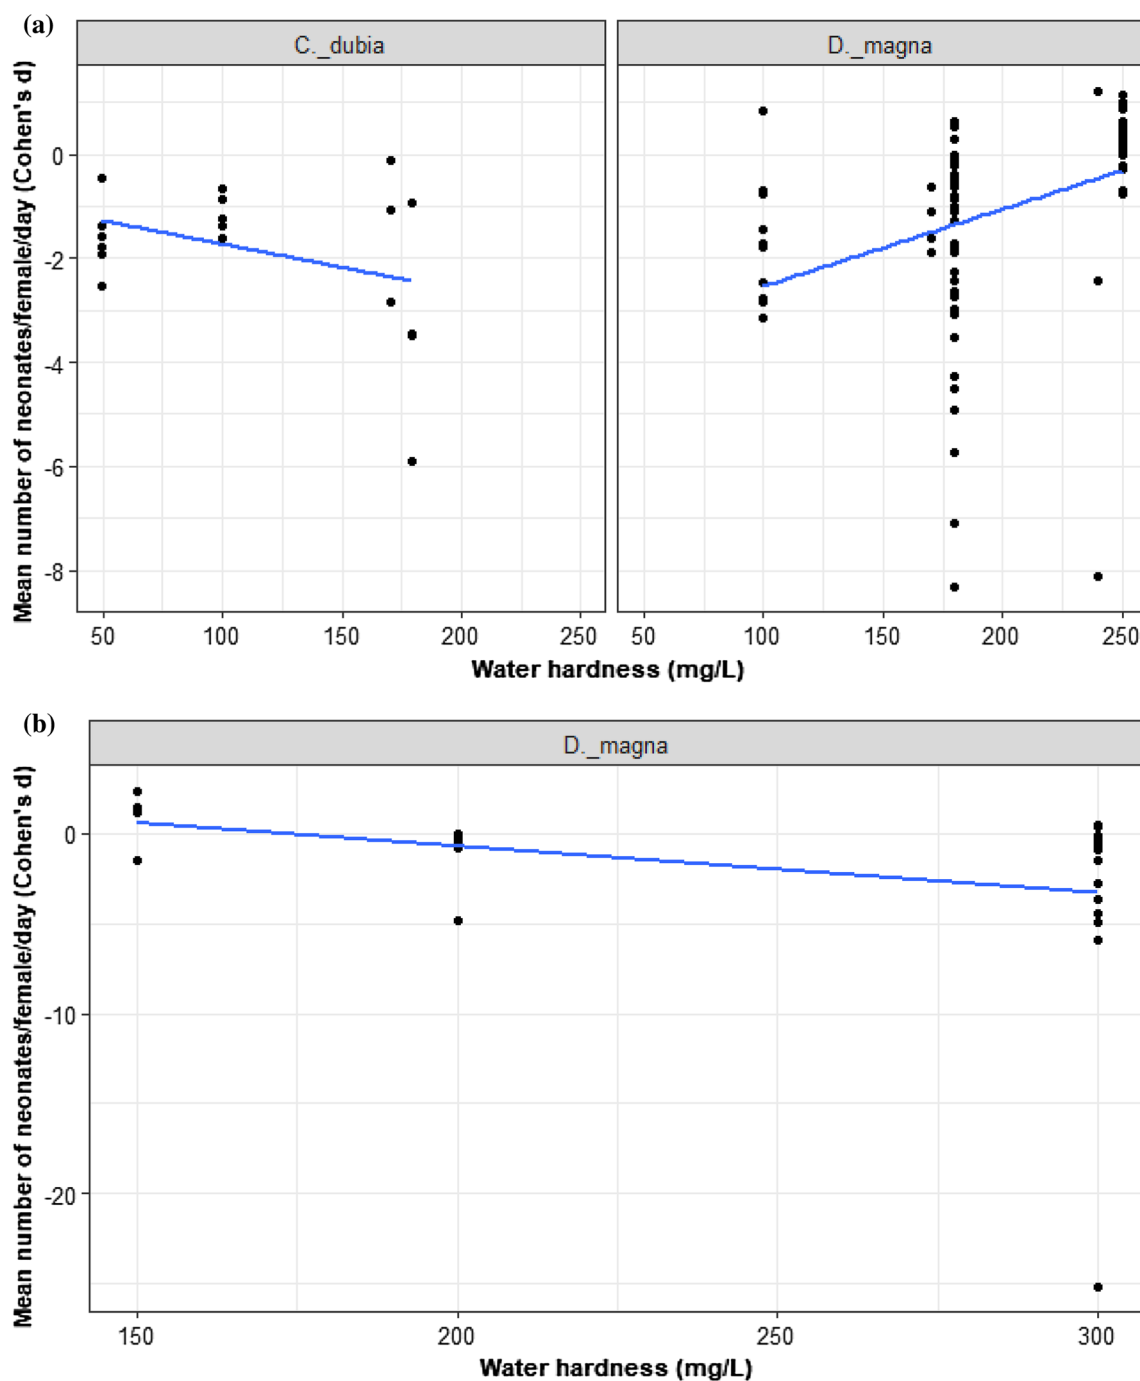 (a)
C._dubia
D._magna
Mean number of neonates/female/day (Cohen's d)
0
-2
-4
-6
-8
50 100 150 200 250
50 100 150 200 250
Water hardness (mg/L)
(b)
D._magna
Mean number of neonates/female/day (Cohen's d)
0
-10
-20
150 200 250 300
Water hardness (mg/L)